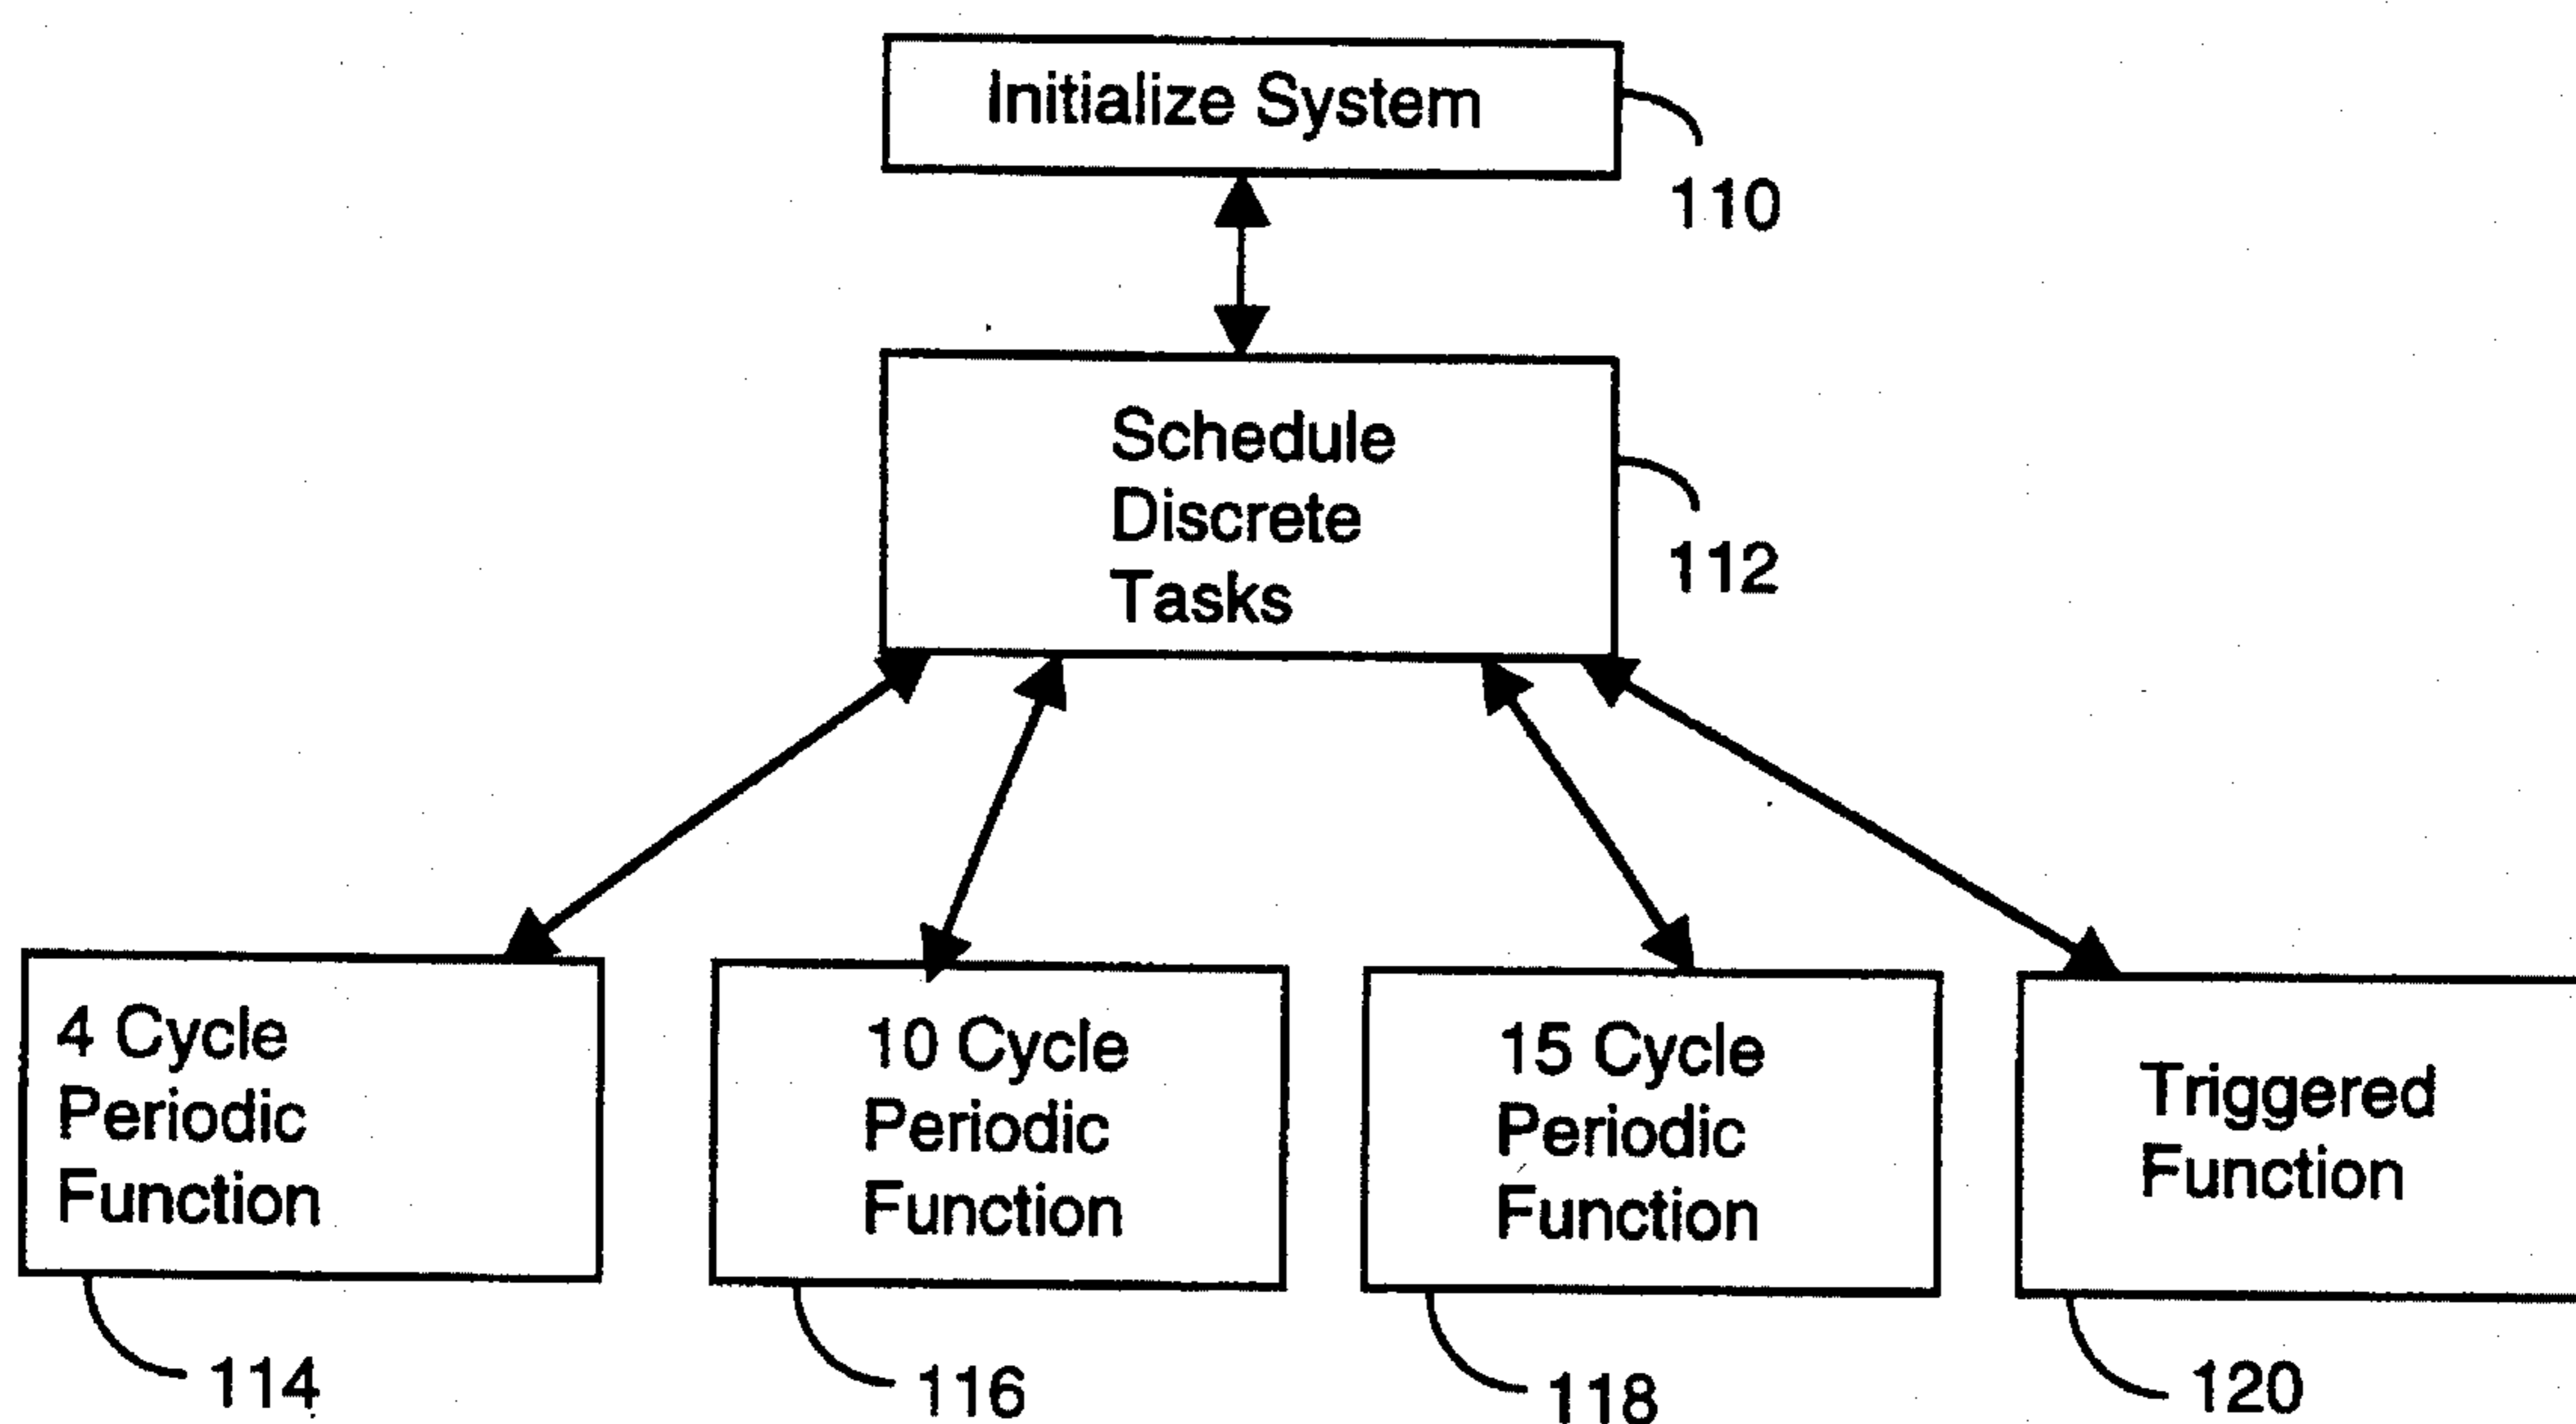 Initialize System
110
Schedule
Discrete
Tasks
112
4 Cycle
Periodic
Function
114
10 Cycle
Periodic
Function
116
15 Cycle
Periodic
Function
118
Triggered
Function
120